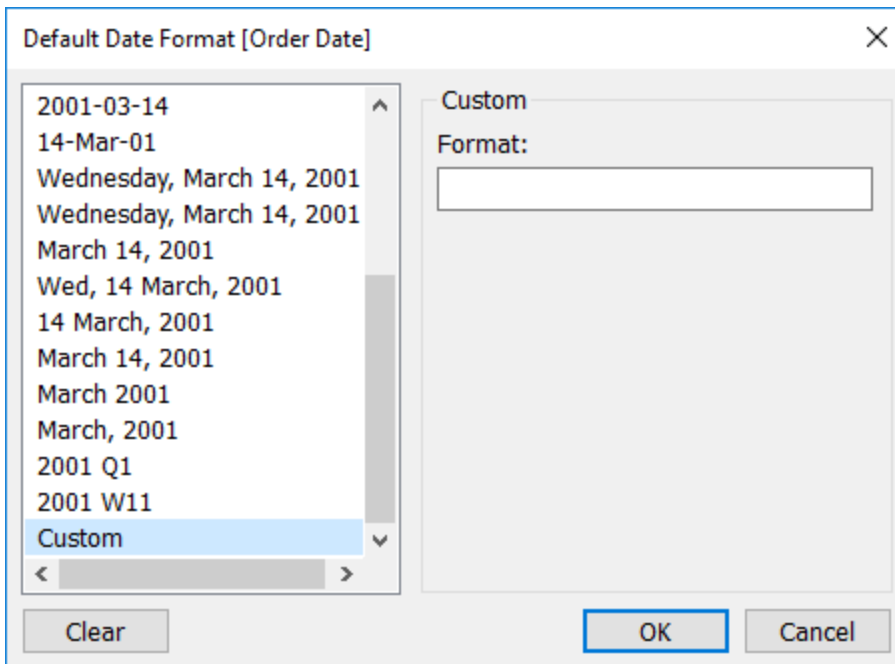 Default Date Format [Order Date]
2001-03-14
14-Mar-01
Wednesday, March 14, 2001
Wednesday, March 14, 2001
March 14, 2001
Wed, 14 March, 2001
14 March, 2001
March 14, 2001
March 2001
March, 2001
2001 Q1
2001 W11
Custom
Custom
Format:
Clear
OK
Cancel